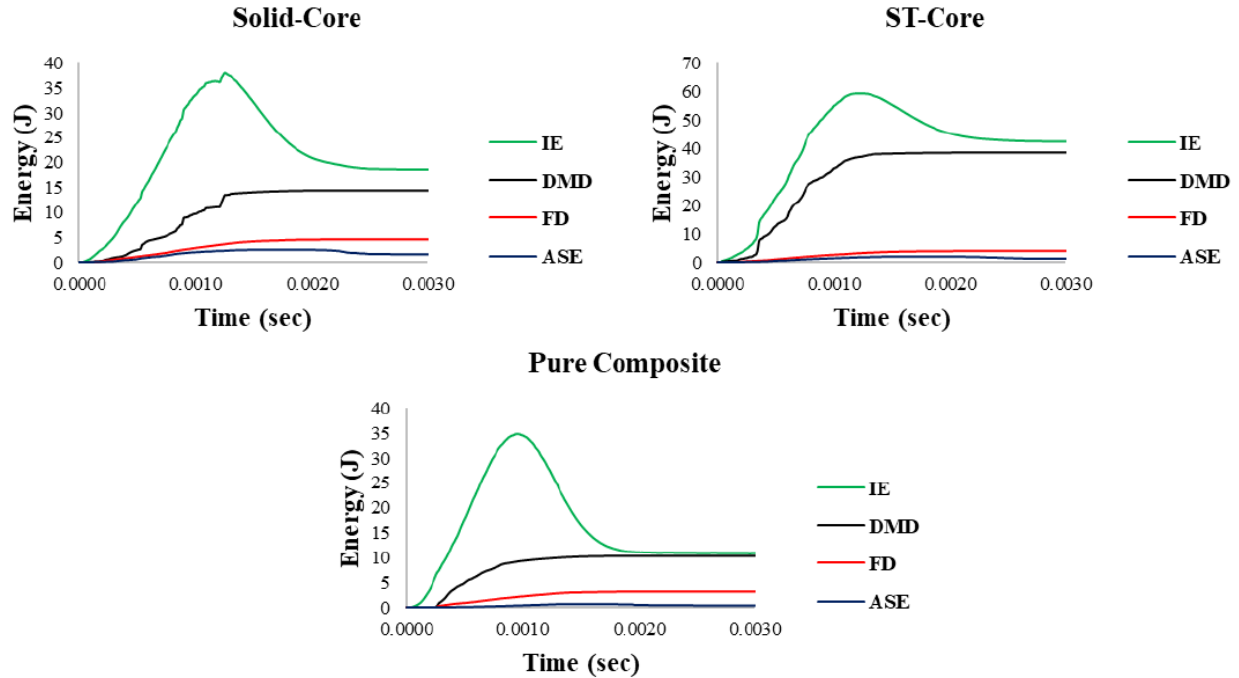 Solid-Core
40
35
30
25
20
15
10
5
0
Energy (J)
0.0000 0.0010 0.0020 0.0030
Time (sec)
IE
DMD
FD
ASE
ST-Core
70
60
50
40
30
20
10
0
Energy (J)
0.0000 0.0010 0.0020 0.0030
Time (sec)
IE
DMD
FD
ASE
Pure Composite
40
35
30
25
20
15
10
5
0
Energy (J)
0.0000 0.0010 0.0020 0.0030
Time (sec)
IE
DMD
FD
ASE